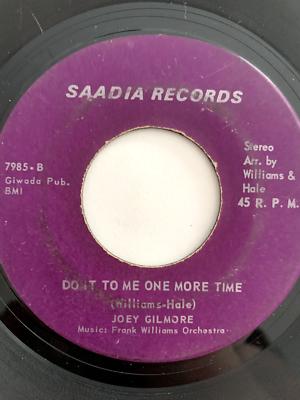 SAADIA RECORDS
7985-B
Giwada Pub.
BMI
Stereo
Arr. by
Williams &
Hale
45 R. P. M.
DO IT TO ME ONE MORE TIME
(Williams-Hale)
JOEY GILMORE
Music: Frank Williams Orchestra